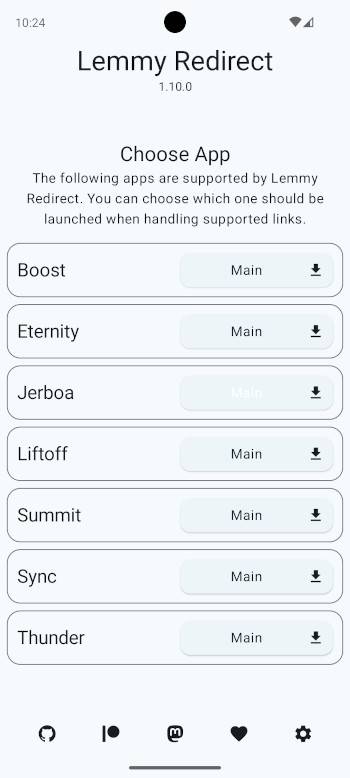 10:24
Lemmy Redirect
1.10.0
Choose App
The following apps are supported by Lemmy
Redirect. You can choose which one should be
launched when handling supported links.
Boost Main
Eternity Main
Jerboa Main
Liftoff Main
Summit Main
Sync Main
Thunder Main